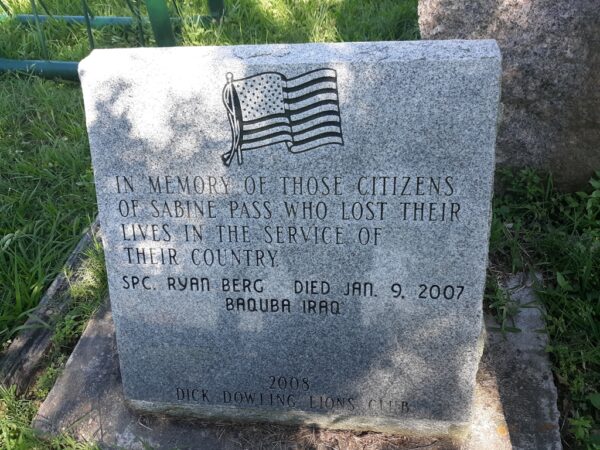 IN MEMORY OF THOSE CITIZENS
OF SABINE PASS WHO LOST THEIR
LIVES IN THE SERVICE OF
THEIR COUNTRY
SPC. RYAN BERG DIED JAN. 9, 2007
BAQUBA IRAQ
2008
DICK DOWLING LIONS CLUB